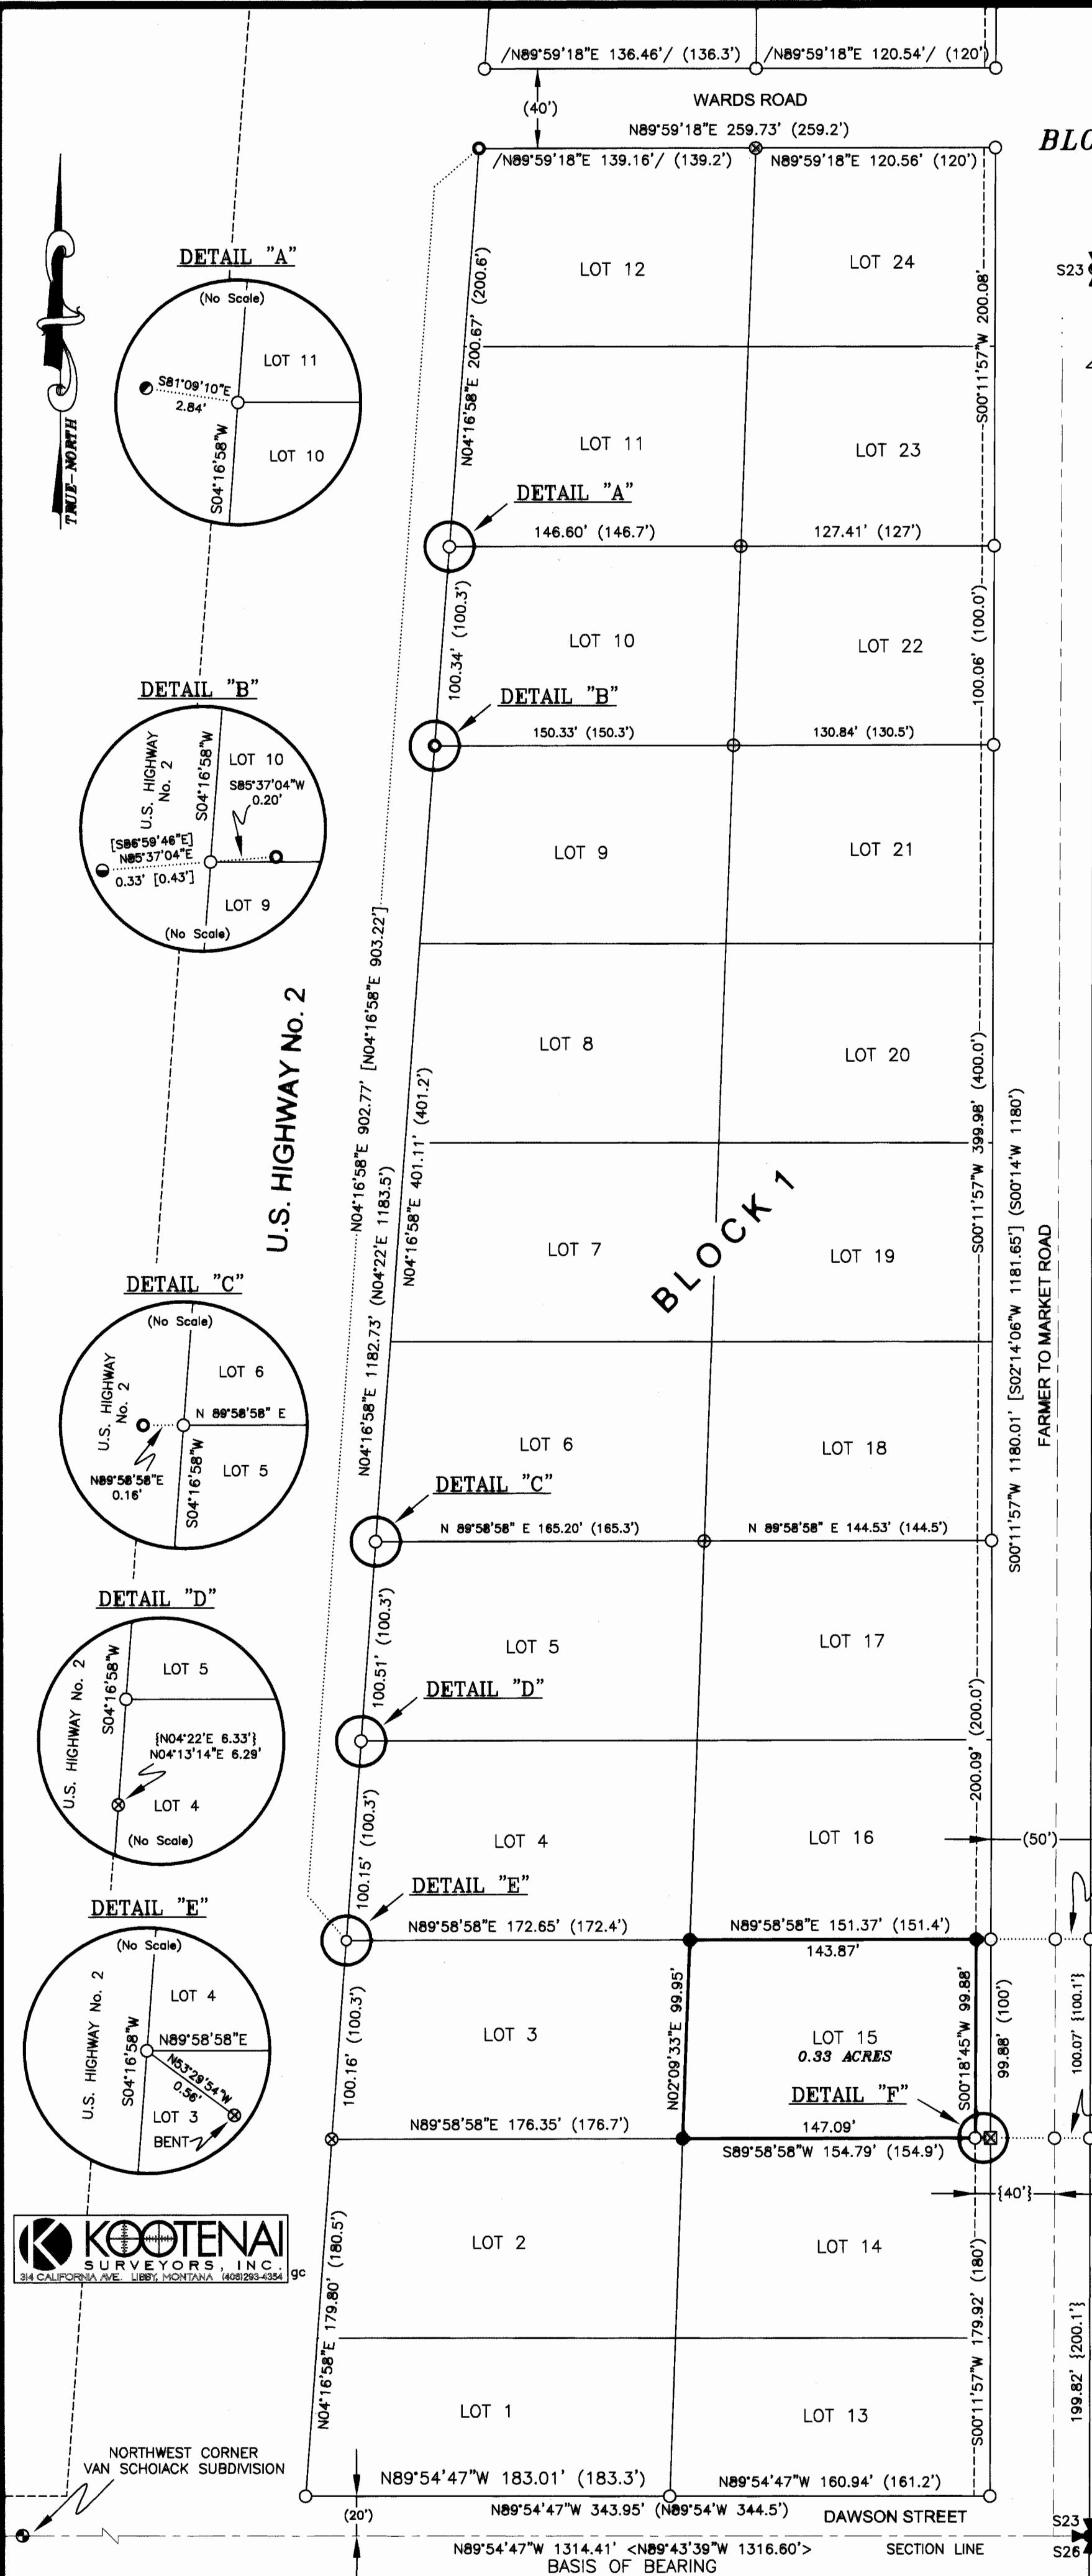 /N89°59'18"E 136.46'/ (136.3') /N89°59'18"E 120.54'/ (120')
(40')
WARDS ROAD
N89°59'18"E 259.73' (259.2')
/N89°59'18"E 139.16'/ (139.2') N89°59'18"E 120.56' (120')
BLO
S23
TRUE-NORTH
DETAIL "A"
(No Scale)
LOT 11
S81°09'10"E
2.84'
S04°16'58"W
LOT 10
LOT 12
LOT 24
N04°16'58"E 200.67' (200.6')
S00°11'57"W 200.08'
LOT 11
LOT 23
DETAIL "A"
146.60' (146.7') 127.41' (127')
100.34' (100.3')
LOT 10
LOT 22
100.06' (100.0')
DETAIL "B"
150.33' (150.3') 130.84' (130.5')
DETAIL "B"
U.S. HIGHWAY
No. 2
S04°16'58"W
LOT 10
S85°37'04"W
0.20'
[S86°59'46"E]
N85°37'04"E
0.33' [0.43']
LOT 9
(No Scale)
LOT 9
LOT 21
U.S. HIGHWAY No. 2
N04°16'58"E 902.77' [N04°16'58"E 903.22']
N04°16'58"E 1182.73' (N04°22'E 1183.5')
N04°16'58"E 401.11' (401.2')
LOT 8
LOT 20
S00°11'57"W 399.98' (400.0')
S00°11'57"W 1180.01' [S02°14'06"W 1181.65'] (S00°14'W 1180')
FARMER TO MARKET ROAD
BLOCK 1
LOT 7
LOT 19
DETAIL "C"
(No Scale)
U.S. HIGHWAY
No. 2
LOT 6
N 89°58'58" E
LOT 5
N89°58'58"E
0.16'
S04°16'58"W
LOT 6
LOT 18
DETAIL "C"
N 89°58'58" E 165.20' (165.3') N 89°58'58" E 144.53' (144.5')
DETAIL "D"
U.S. HIGHWAY No. 2
S04°16'58"W
LOT 5
{N04°22'E 6.33'}
N04°13'14"E 6.29'
LOT 4
(No Scale)
100.51' (100.3')
LOT 5
LOT 17
DETAIL "D"
200.09' (200.0')
100.15' (100.3')
LOT 4
LOT 16
(50')
DETAIL "E"
(No Scale)
U.S. HIGHWAY No. 2
S04°16'58"W
LOT 4
N89°58'58"E
N53°29'54"W
0.56'
LOT 3
BENT
DETAIL "E"
N89°58'58"E 172.65' (172.4') N89°58'58"E 151.37' (151.4')
143.87'
100.16' (100.3')
LOT 3
N02°09'33"E 99.95'
LOT 15
0.33 ACRES
S00°18'45"W 99.88'
99.88' (100')
100.07' {100.1'}
DETAIL "F"
147.09'
N89°58'58"E 176.35' (176.7') S89°58'58"W 154.79' (154.9')
{40'}
KOOTENAI
SURVEYORS, INC.
314 CALIFORNIA AVE. LIBBY, MONTANA (406)293-4354
gc
N04°16'58"E 179.80' (180.5')
LOT 2
LOT 14
S00°11'57"W 179.92' (180')
199.82' {200.1'}
LOT 1
LOT 13
NORTHWEST CORNER
VAN SCHOIACK SUBDIVISION
N89°54'47"W 183.01' (183.3') N89°54'47"W 160.94' (161.2')
(20')
N89°54'47"W 343.95' (N89°54'W 344.5') DAWSON STREET
S23
N89°54'47"W 1314.41' <N89°43'39"W 1316.60'> SECTION LINE
S26
BASIS OF BEARING